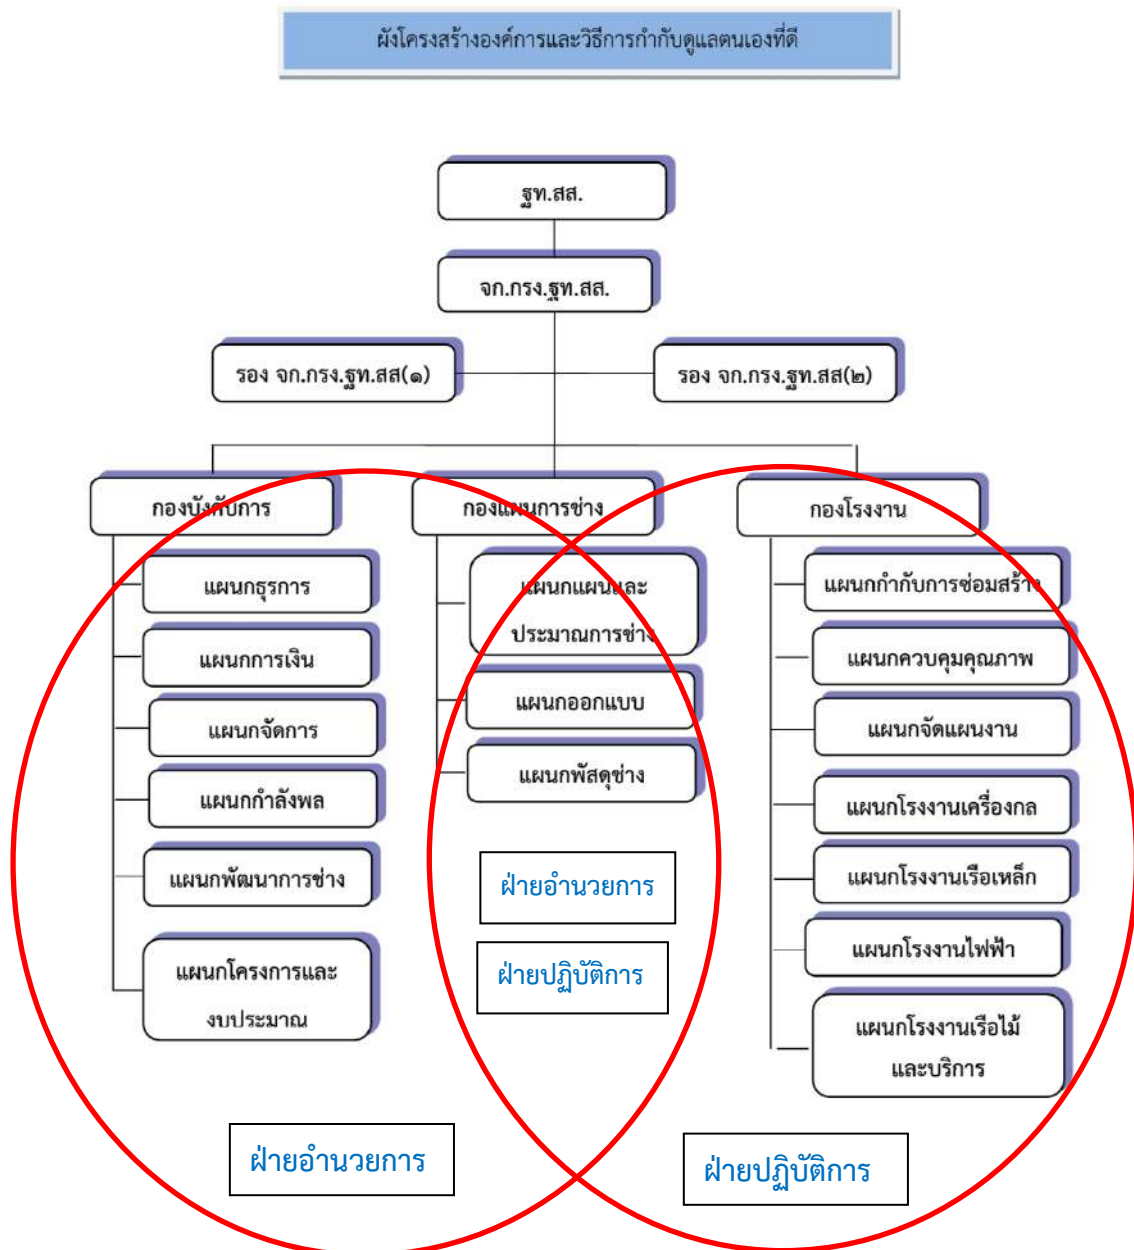 ผังโครงสร้างองค์การและวิธีการกำกับดูแลตนเองที่ดี
ฐท.สส.
จก.กรง.ฐท.สส.
รอง จก.กรง.ฐท.สส(๑)
รอง จก.กรง.ฐท.สส(๒)
กองบังคับการ
กองแผนการช่าง
กองโรงงาน
แผนกธุรการ
แผนกการเงิน
แผนกจัดการ
แผนกกำลังพล
แผนกพัฒนาการช่าง
แผนกโครงการและ
งบประมาณ
แผนกแผนและ
ประมาณการช่าง
แผนกออกแบบ
แผนกพัสดุช่าง
ฝ่ายอำนวยการ
ฝ่ายปฏิบัติการ
แผนกกำกับการซ่อมสร้าง
แผนกควบคุมคุณภาพ
แผนกจัดแผนงาน
แผนกโรงงานเครื่องกล
แผนกโรงงานเรือเหล็ก
แผนกโรงงานไฟฟ้า
แผนกโรงงานเรือไม้
และบริการ
ฝ่ายอำนวยการ
ฝ่ายปฏิบัติการ